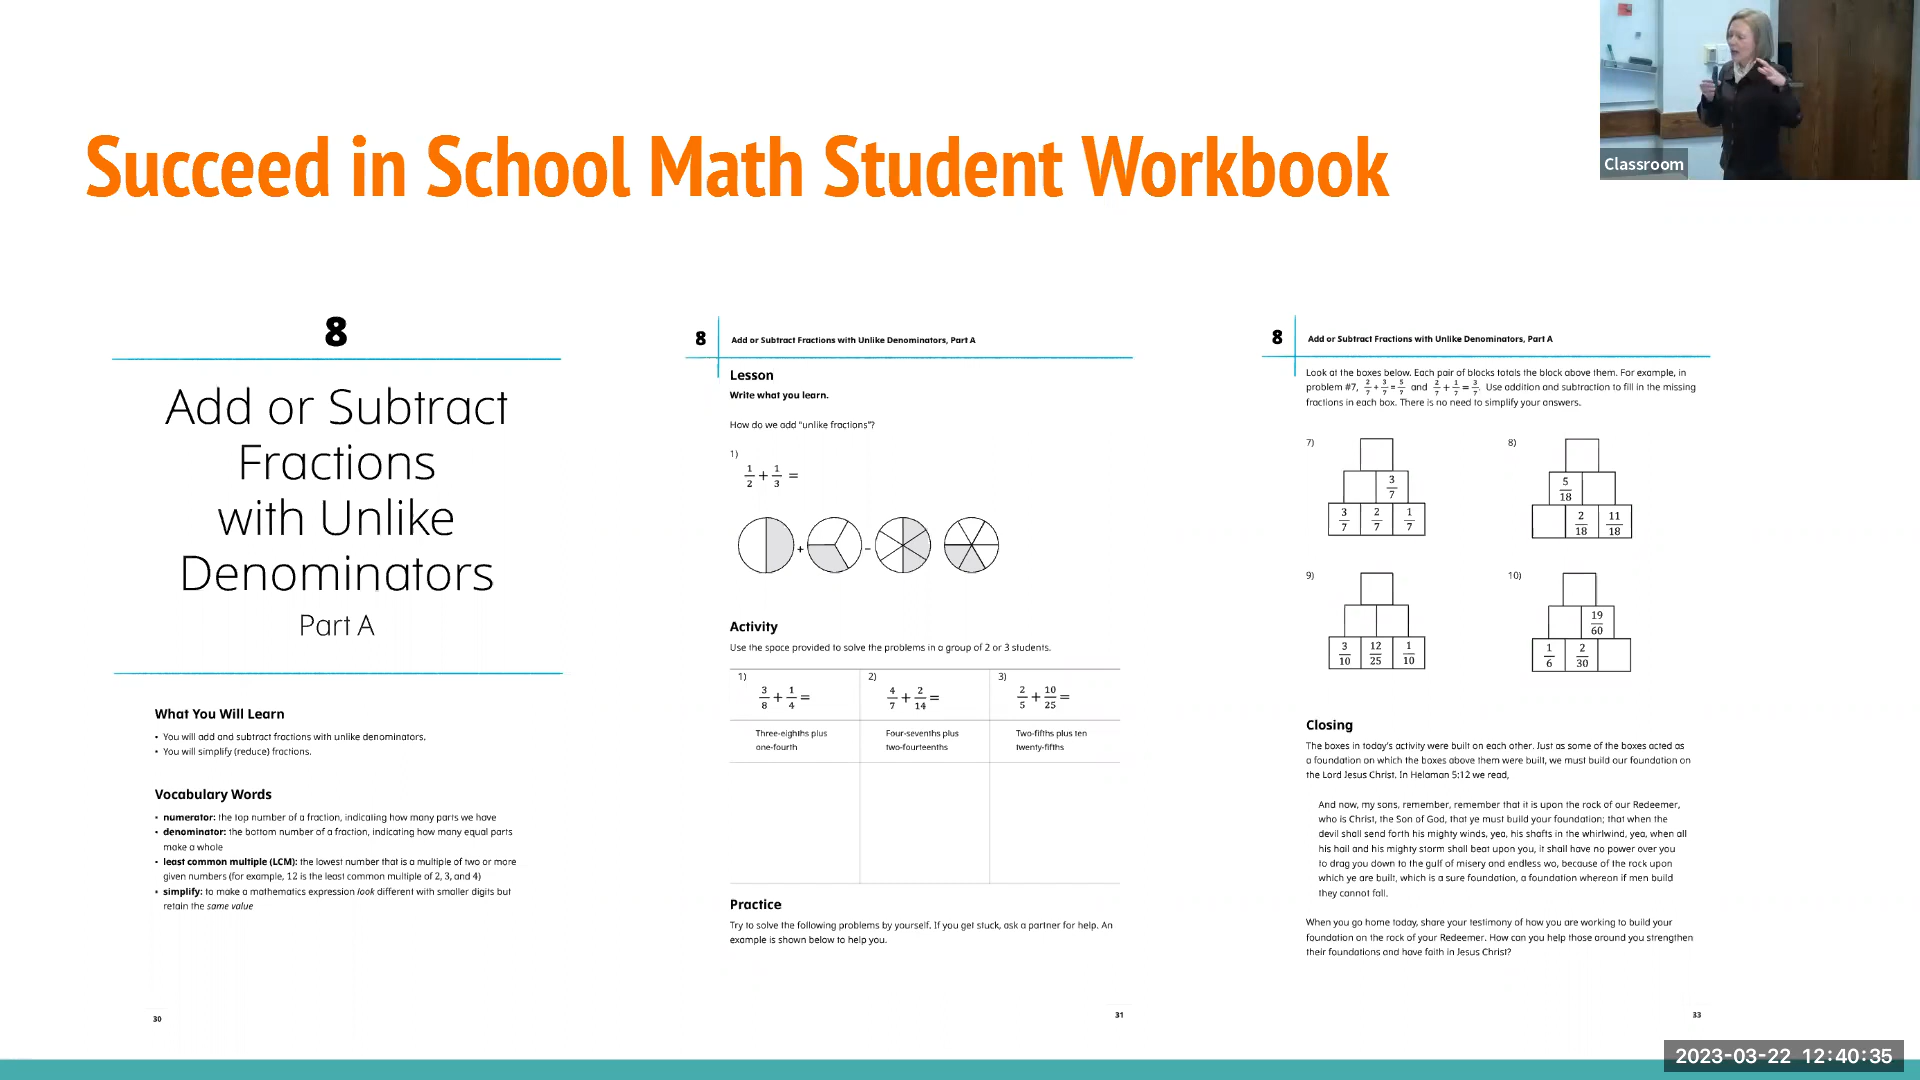 Succeed in School Math Student Workbook
Classroom
8
Add or Subtract
Fractions
with Unlike
Denominators
Part A
What You Will Learn
• You will add and subtract fractions with unlike denominators.
• You will simplify (reduce) fractions.
Vocabulary Words
• numerator: the top number of a fraction, indicating how many parts we have
• denominator: the bottom number of a fraction, indicating how many equal parts
make a whole
• least common multiple (LCM): the lowest number that is a multiple of two or more
given numbers (for example, 12 is the least common multiple of 2, 3, and 4)
• simplify: to make a mathematics expression look different with smaller digits but
retain the same value
30
8 Add or Subtract Fractions with Unlike Denominators, Part A
Lesson
Write what you learn.
How do we add "unlike fractions"?
1)
1/2 + 1/3 =
+ =
Activity
Use the space provided to solve the problems in a group of 2 or 3 students.
1) 2) 3)
3/8 + 1/4 = 4/7 + 2/14 = 2/5 + 10/25 =
Three-eighths plus Four-sevenths plus Two-fifths plus ten
one-fourth two-fourteenths twenty-fifths
Practice
Try to solve the following problems by yourself. If you get stuck, ask a partner for help. An
example is shown below to help you.
31
8 Add or Subtract Fractions with Unlike Denominators, Part A
Look at the boxes below. Each pair of blocks totals the block above them. For example, in
problem #7, 2/7 + 3/7 = 5/7 and 2/7 + 1/7 = 3/7. Use addition and subtraction to fill in the missing
fractions in each box. There is no need to simplify your answers.
7) 8)
3/7 5/18
3/7 2/7 1/7 2/18 11/18
9) 10)
19/60
3/10 12/25 1/10 1/6 2/30
Closing
The boxes in today's activity were built on each other. Just as some of the boxes acted as
a foundation on which the boxes above them were built, we must build our foundation on
the Lord Jesus Christ. In Helaman 5:12 we read,
And now, my sons, remember, remember that it is upon the rock of our Redeemer,
who is Christ, the Son of God, that ye must build your foundation; that when the
devil shall send forth his mighty winds, yea, his shafts in the whirlwind, yea, when all
his hail and his mighty storm shall beat upon you, it shall have no power over you
to drag you down to the gulf of misery and endless wo, because of the rock upon
which ye are built, which is a sure foundation, a foundation whereon if men build
they cannot fall.
When you go home today, share your testimony of how you are working to build your
foundation on the rock of your Redeemer. How can you help those around you strengthen
their foundations and have faith in Jesus Christ?
33
2023-03-22 12:40:35